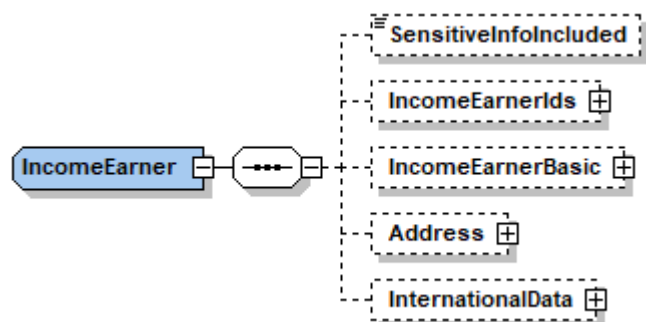 SensitiveInfoIncluded
IncomeEarnerIds
IncomeEarner
IncomeEarnerBasic
Address
InternationalData